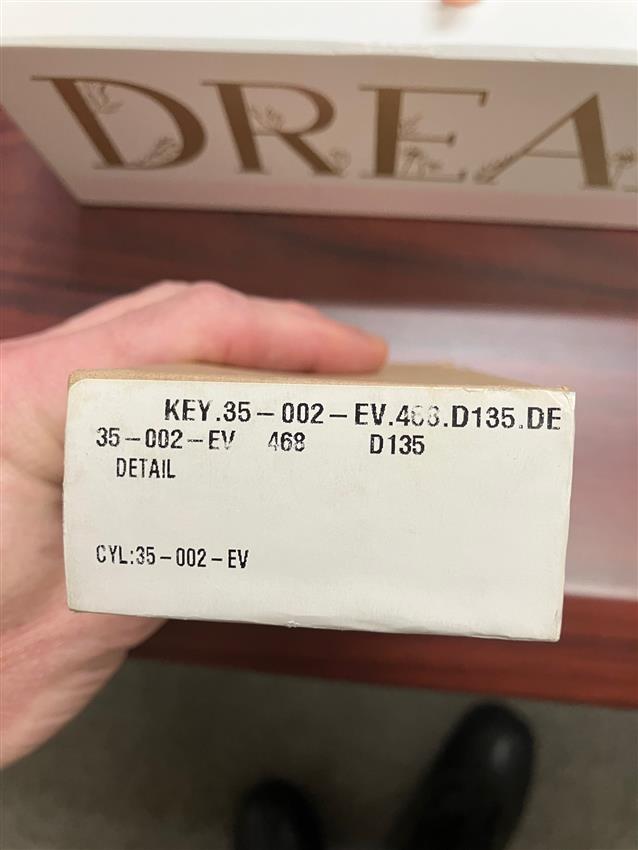 DREA
KEY.35-002-EV.468.D135.DE
35-002-EV 468 D135
DETAIL
CYL:35-002-EV